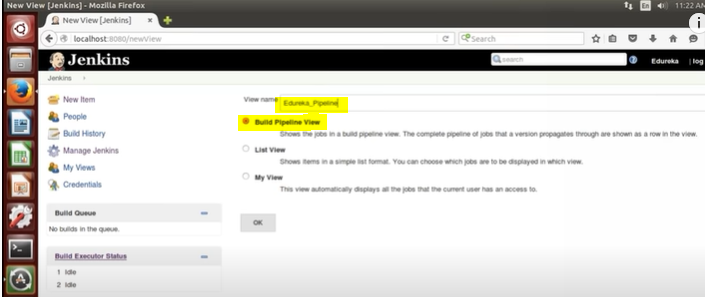 New View [Jenkins] - Mozilla Firefox
En
11:22 AM
New View [Jenkins]
localhost:8080/newView
Search
Jenkins
search
Edureka
log
Jenkins
New Item
People
Build History
Manage Jenkins
My Views
Credentials
Build Queue
No builds in the queue.
Build Executor Status
1 Idle
2 Idle
View name
Edureka_Pipeline
Build Pipeline View
Shows the jobs in a build pipeline view. The complete pipeline of jobs that a version propagates through are shown as a row in the view.
List View
Shows items in a simple list format. You can choose which jobs are to be displayed in which view.
My View
This view automatically displays all the jobs that the current user has an access to.
OK